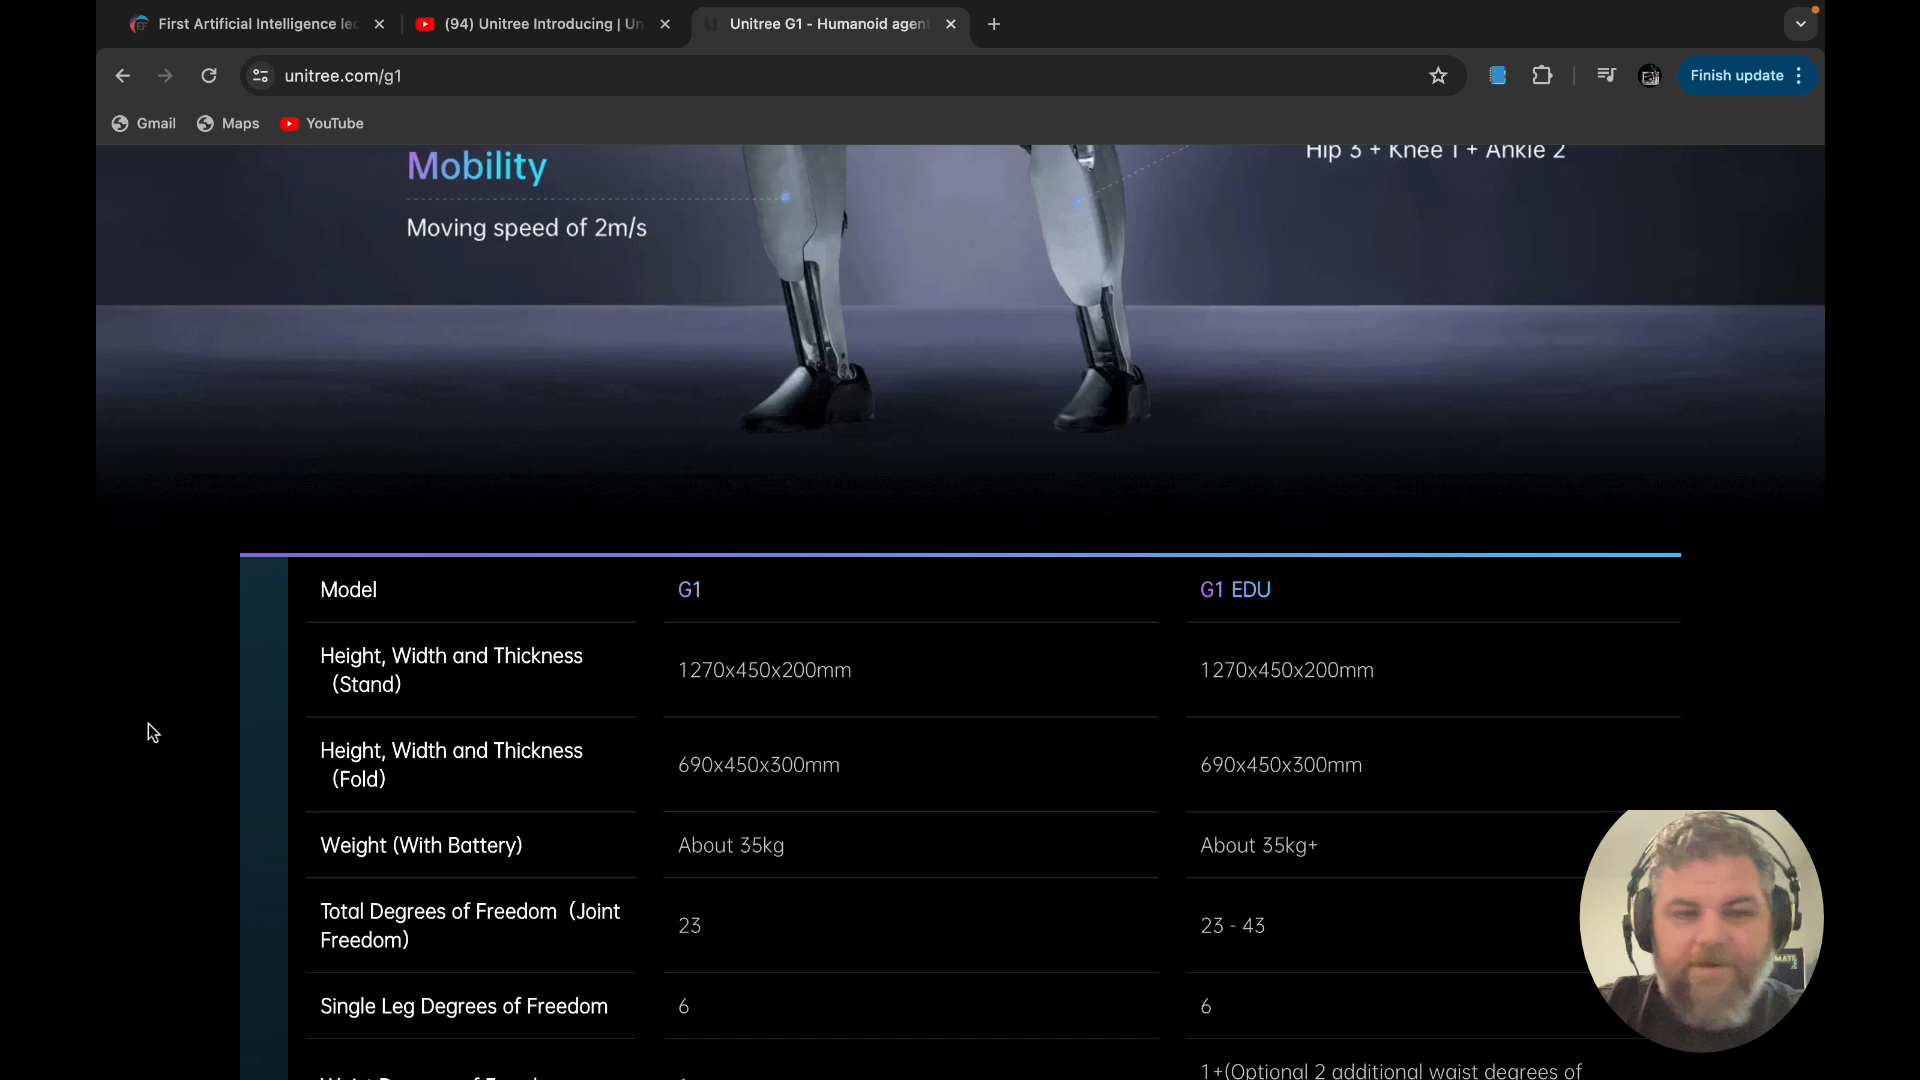 First Artificial Intelligence le
(94) Unitree Introducing | Un
Unitree G1 - Humanoid agen
unitree.com/g1
Finish update
Gmail
Maps
YouTube
Mobility
Moving speed of 2m/s
Hip 3 + Knee 1 + Ankle 2
Model
G1
G1 EDU
Height, Width and Thickness
(Stand)
1270x450x200mm
1270x450x200mm
Height, Width and Thickness
(Fold)
690x450x300mm
690x450x300mm
Weight (With Battery)
About 35kg
About 35kg+
Total Degrees of Freedom（Joint
Freedom）
23
23 - 43
Single Leg Degrees of Freedom
6
6
1+(Optional 2 additional waist degrees of